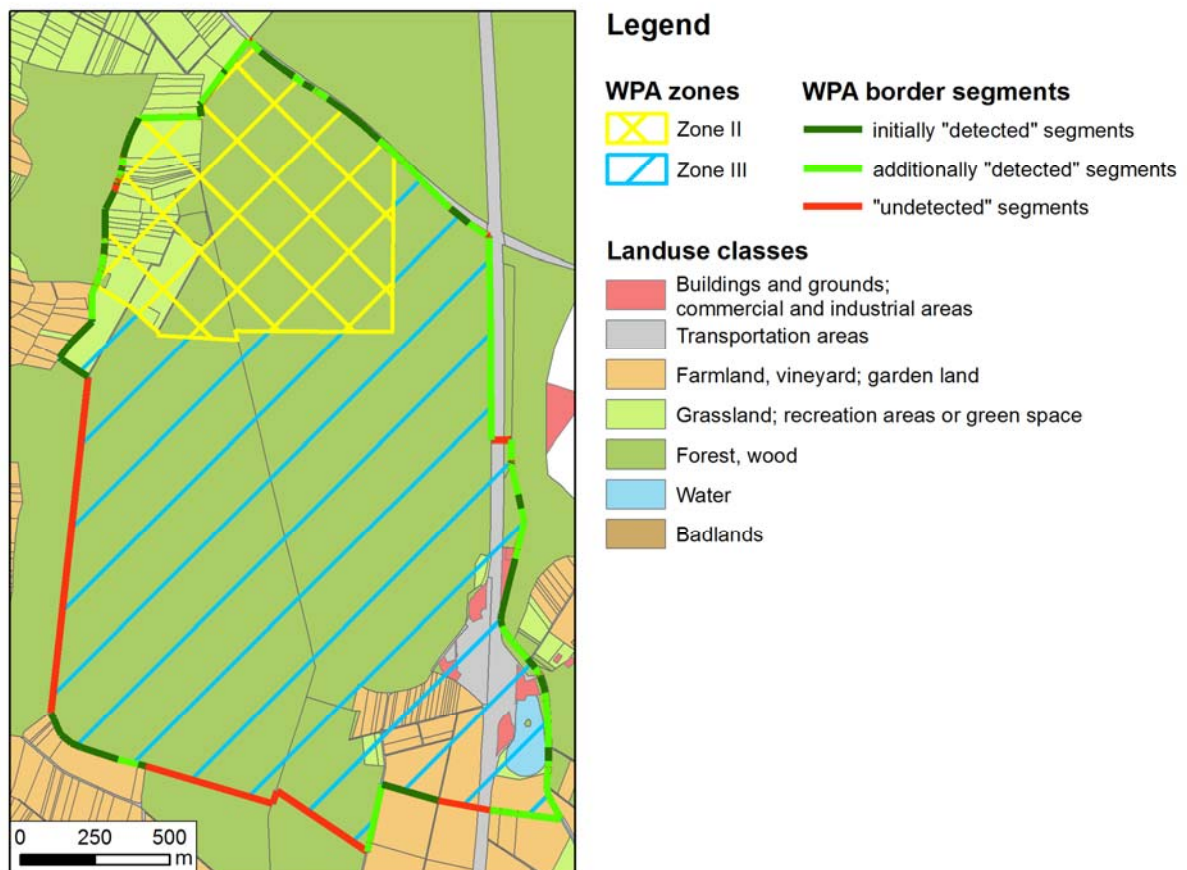 Legend
WPA zones
Zone II
Zone III
WPA border segments
initially "detected" segments
additionally "detected" segments
"undetected" segments
Landuse classes
Buildings and grounds;
commercial and industrial areas
Transportation areas
Farmland, vineyard; garden land
Grassland; recreation areas or green space
Forest, wood
Water
Badlands
0 250 500
m